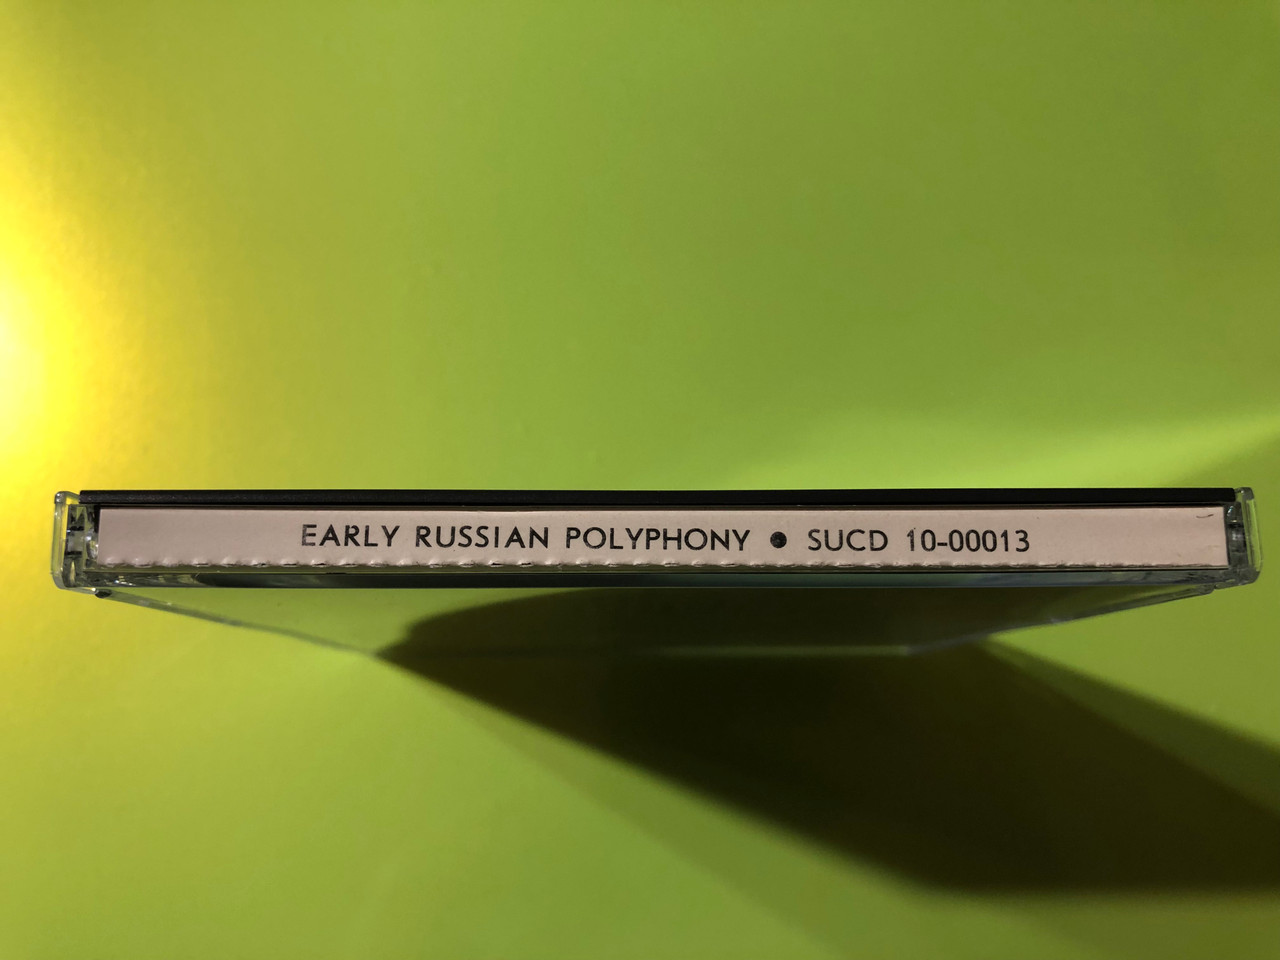 EARLY RUSSIAN POLYPHONY ● SUCD 10-00013